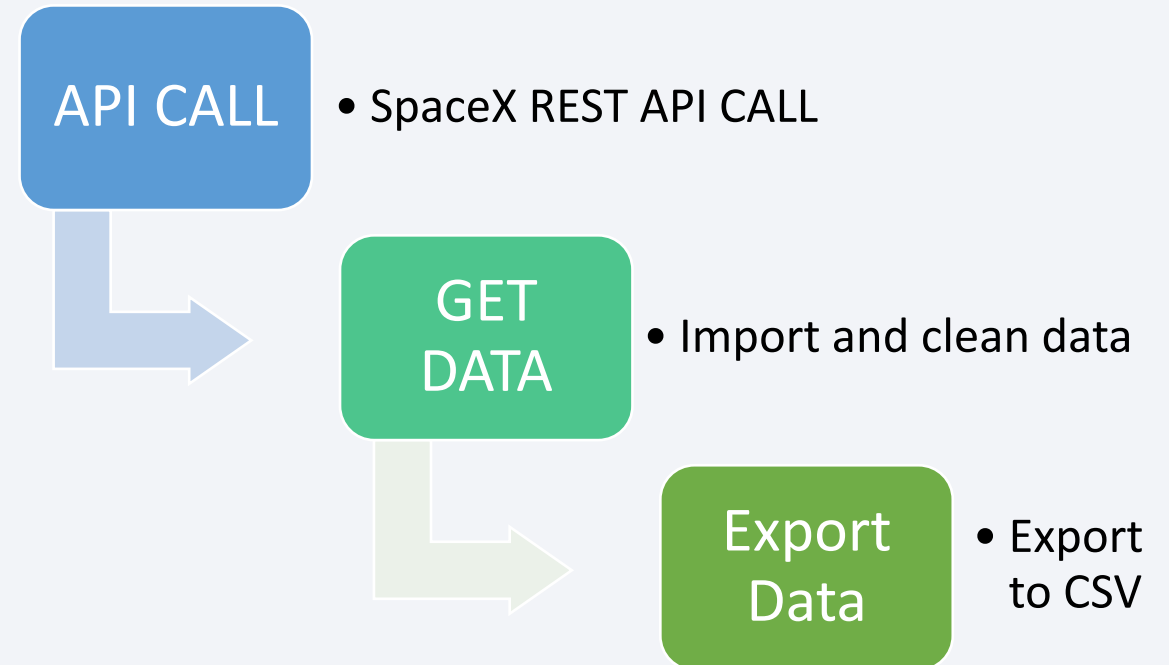 API CALL
• SpaceX REST API CALL
GET
DATA
• Import and clean data
Export
Data
• Export
to CSV